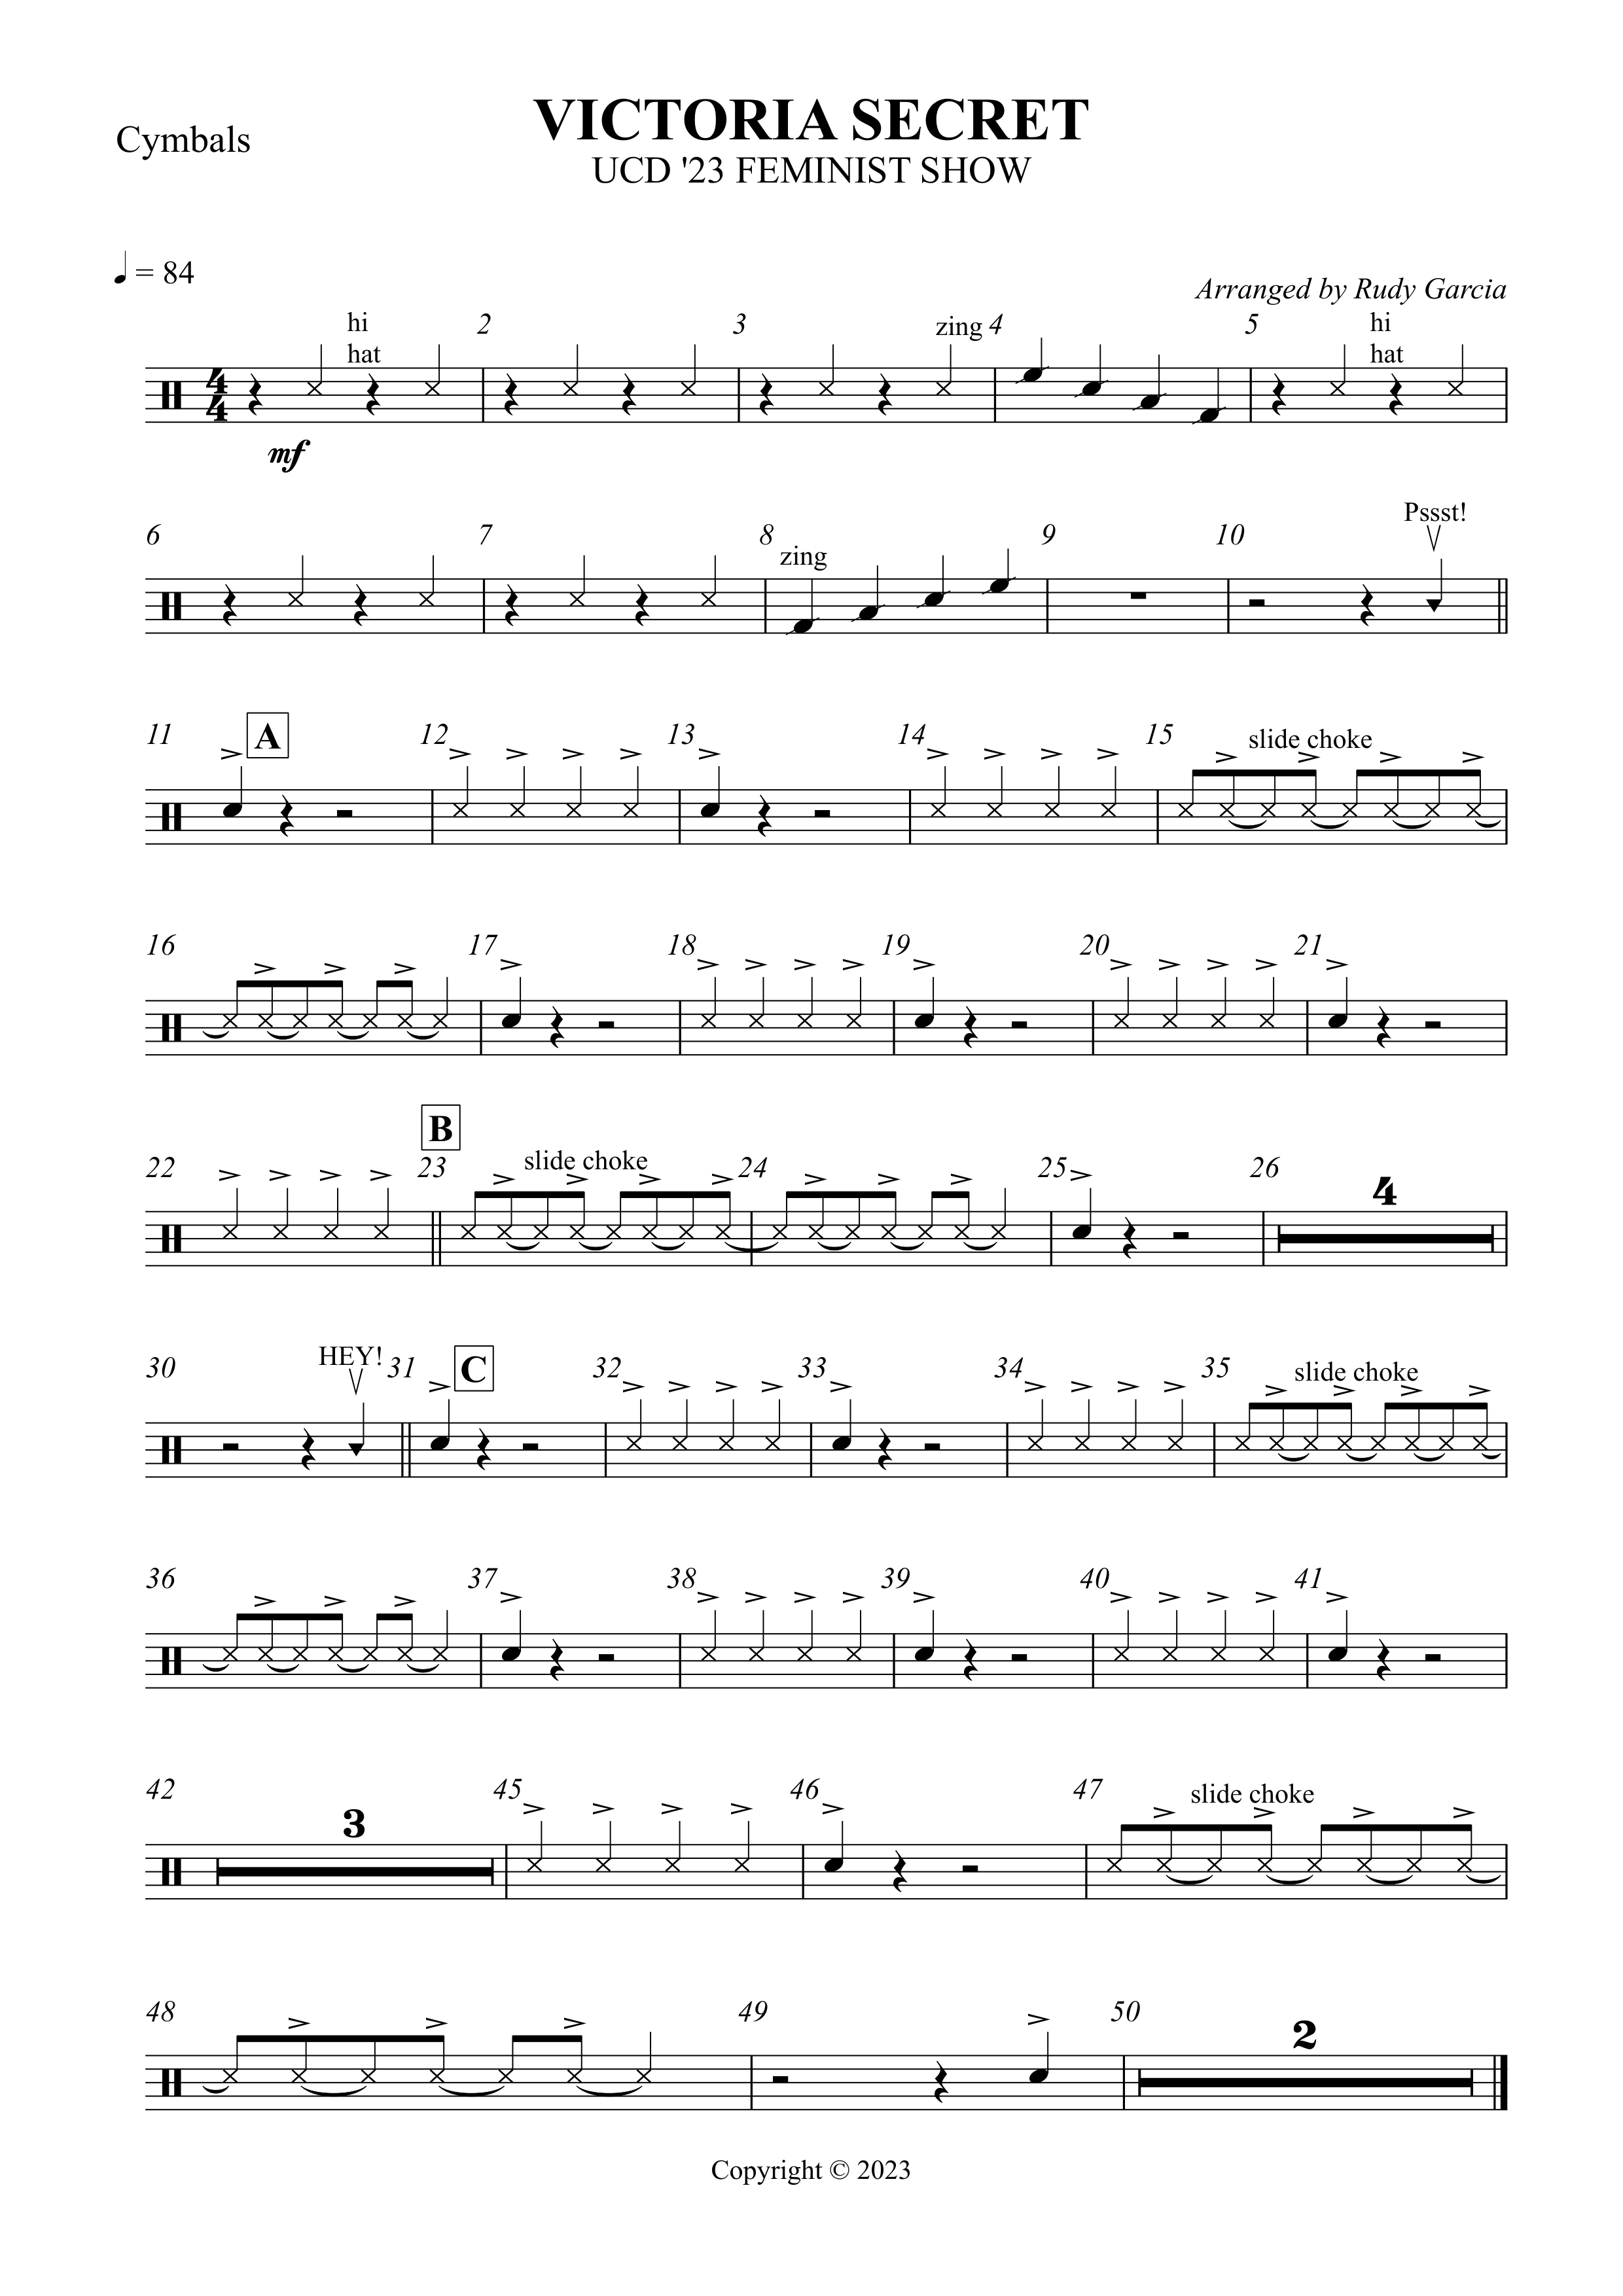 VICTORIA SECRET
Cymbals
UCD '23 FEMINIST SHOW
= 84
Arranged by Rudy Garcia
hi hat 2 3 zing 4 5 hi hat
4
4
mf
6 7 8 zing 9 10 Pssst!
11 A 12 13 14 15 slide choke
16 17 18 19 20 21
B
22 23 slide choke 24 25 26 4
30 HEY! 31 C 32 33 34 35 slide choke
36 37 38 39 40 41
42 3 45 46 47 slide choke
48 49 50 2
Copyright © 2023